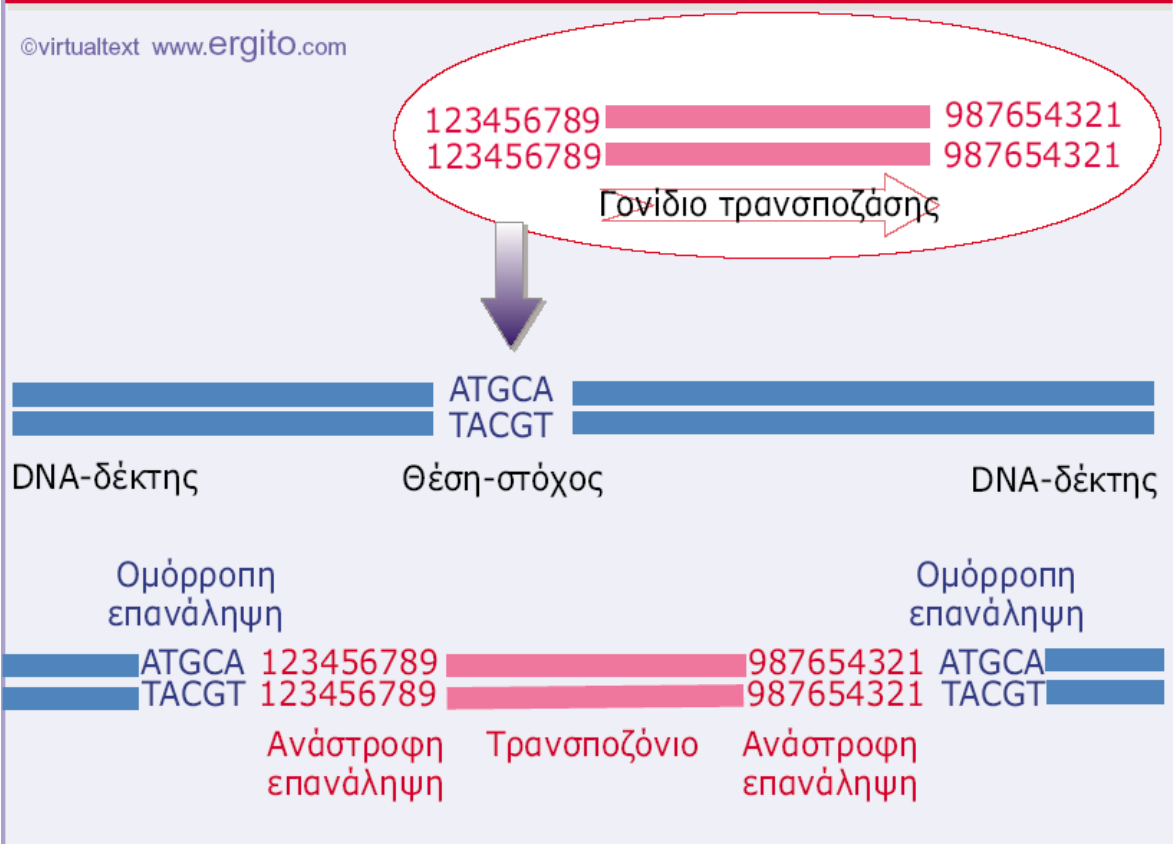 ©virtualtext www.ergito.com
123456789 987654321
123456789 987654321
Γονίδιο τρανσποζάσης
ATGCA
TACGT
DNA-δέκτης Θέση-στόχος DNA-δέκτης
Ομόρροπη
επανάληψη
Ομόρροπη
επανάληψη
ATGCA 123456789 987654321 ATGCA
TACGT 123456789 987654321 TACGT
Ανάστροφη
επανάληψη
Τρανσποζόνιο
Ανάστροφη
επανάληψη